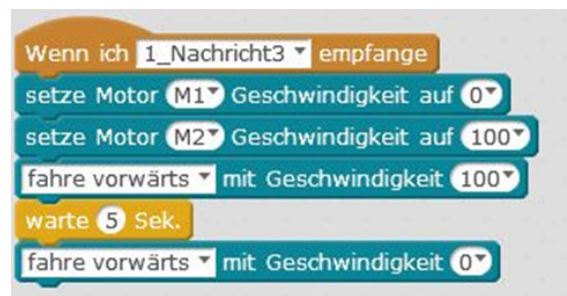 Wenn ich 1_Nachricht3 empfange
setze Motor M1 Geschwindigkeit auf 0
setze Motor M2 Geschwindigkeit auf 100
fahre vorwärts mit Geschwindigkeit 100
warte 5 Sek.
fahre vorwärts mit Geschwindigkeit 0